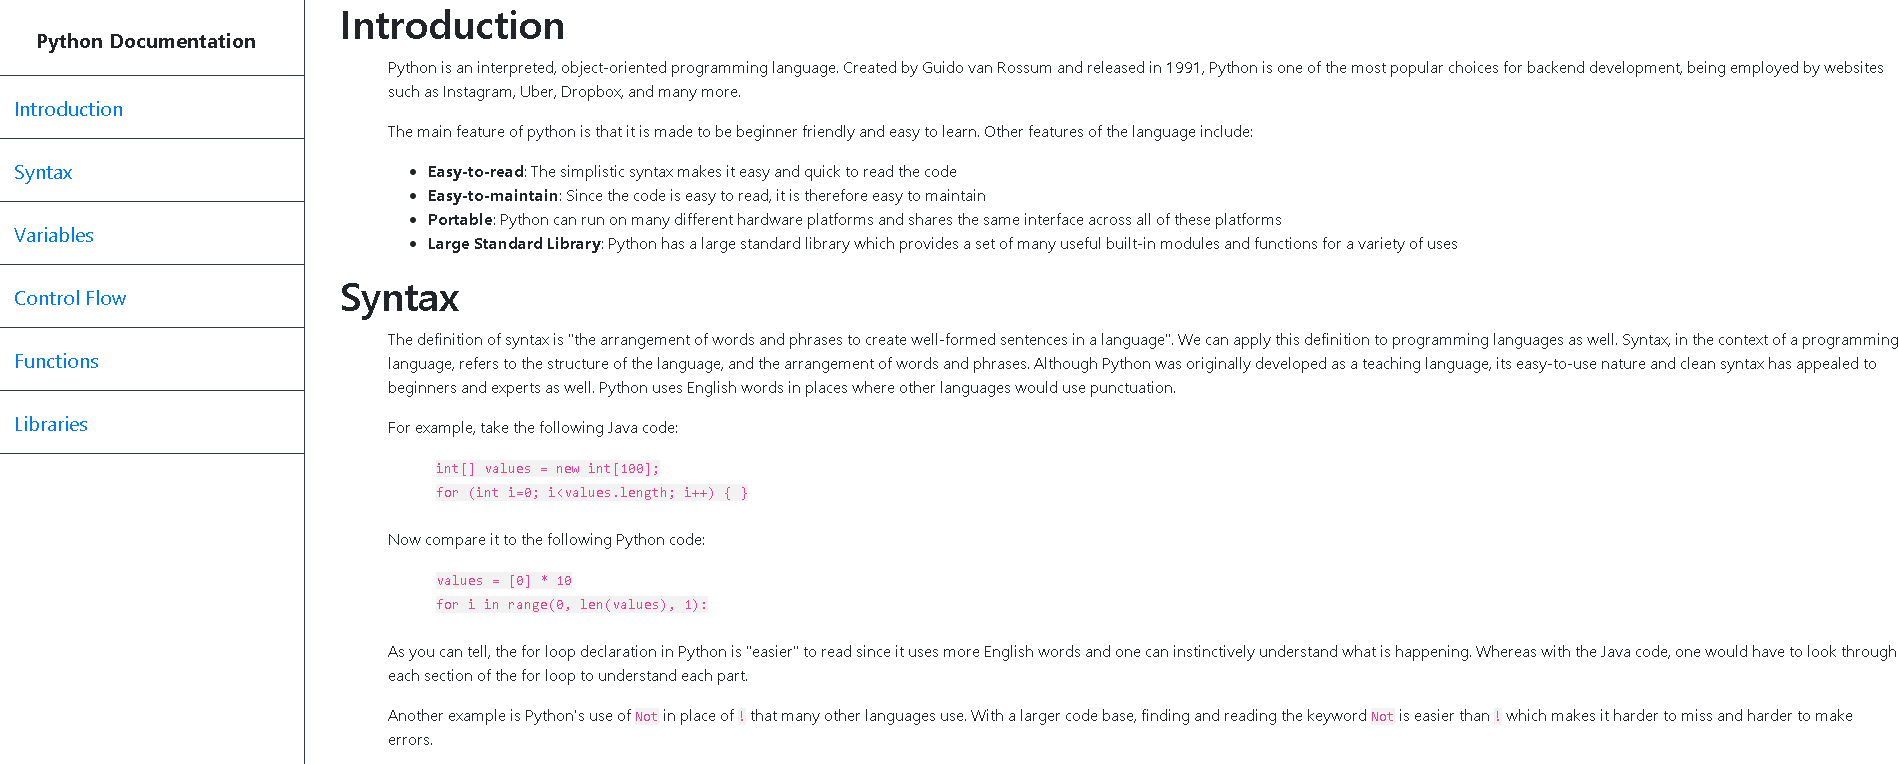 Python Documentation
Introduction
Syntax
Variables
Control Flow
Functions
Libraries
Introduction
Python is an interpreted, object-oriented programming language. Created by Guido van Rossum and released in 1991, Python is one of the most popular choices for backend development, being employed by websites
such as Instagram, Uber, Dropbox, and many more.
The main feature of python is that it is made to be beginner friendly and easy to learn. Other features of the language include:
• Easy-to-read: The simplistic syntax makes it easy and quick to read the code
• Easy-to-maintain: Since the code is easy to read, it is therefore easy to maintain
• Portable: Python can run on many different hardware platforms and shares the same interface across all of these platforms
• Large Standard Library: Python has a large standard library which provides a set of many useful built-in modules and functions for a variety of uses
Syntax
The definition of syntax is "the arrangement of words and phrases to create well-formed sentences in a language". We can apply this definition to programming languages as well. Syntax, in the context of a programming
language, refers to the structure of the language, and the arrangement of words and phrases. Although Python was originally developed as a teaching language, its easy-to-use nature and clean syntax has appealed to
beginners and experts as well. Python uses English words in places where other languages would use punctuation.
For example, take the following Java code:
int[] values = new int[100];
for (int i=0; i<values.length; i++) { }
Now compare it to the following Python code:
values = [0] * 10
for i in range(0, len(values), 1):
As you can tell, the for loop declaration in Python is "easier" to read since it uses more English words and one can instinctively understand what is happening. Whereas with the Java code, one would have to look through
each section of the for loop to understand each part.
Another example is Python's use of Not in place of ! that many other languages use. With a larger code base, finding and reading the keyword Not is easier than ! which makes it harder to miss and harder to make
errors.